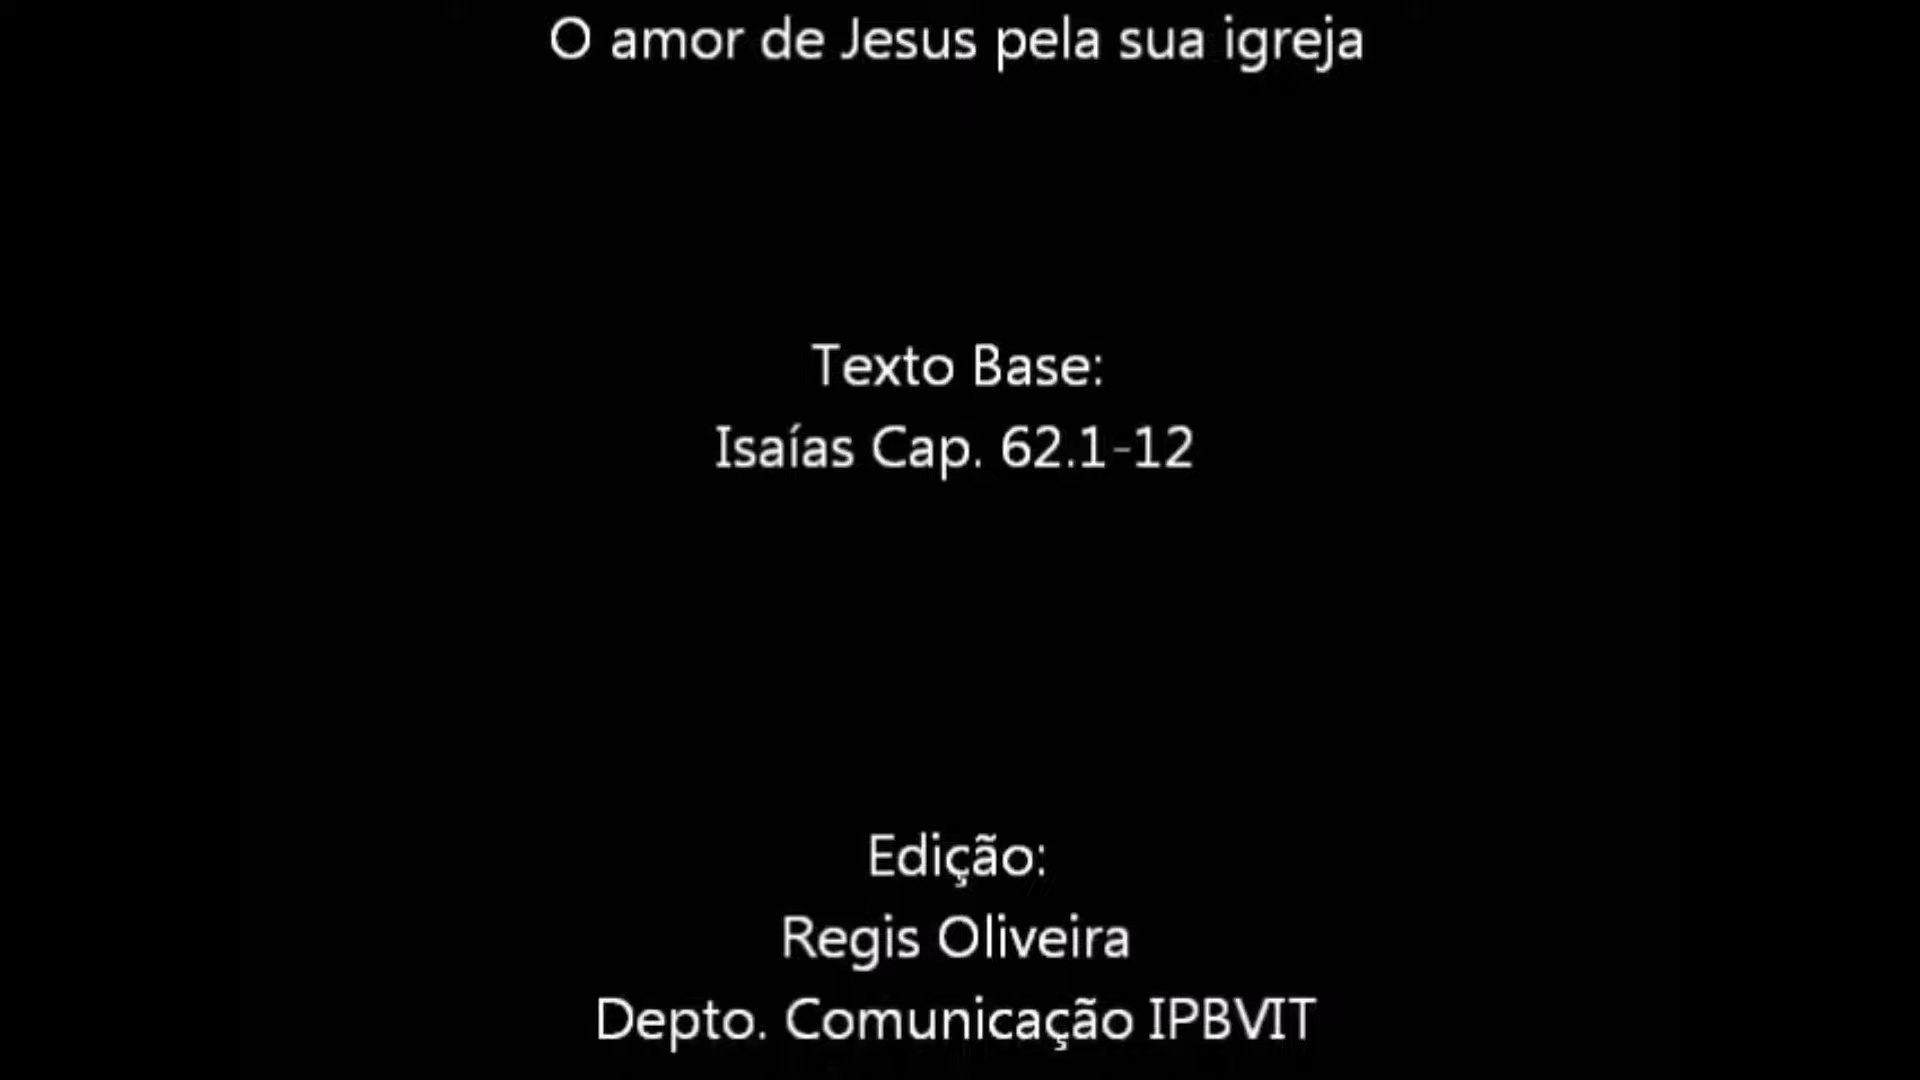 O amor de Jesus pela sua igreja
Texto Base:
Isaías Cap. 62.1-12
Edição:
Regis Oliveira
Depto. Comunicação IPBVIT